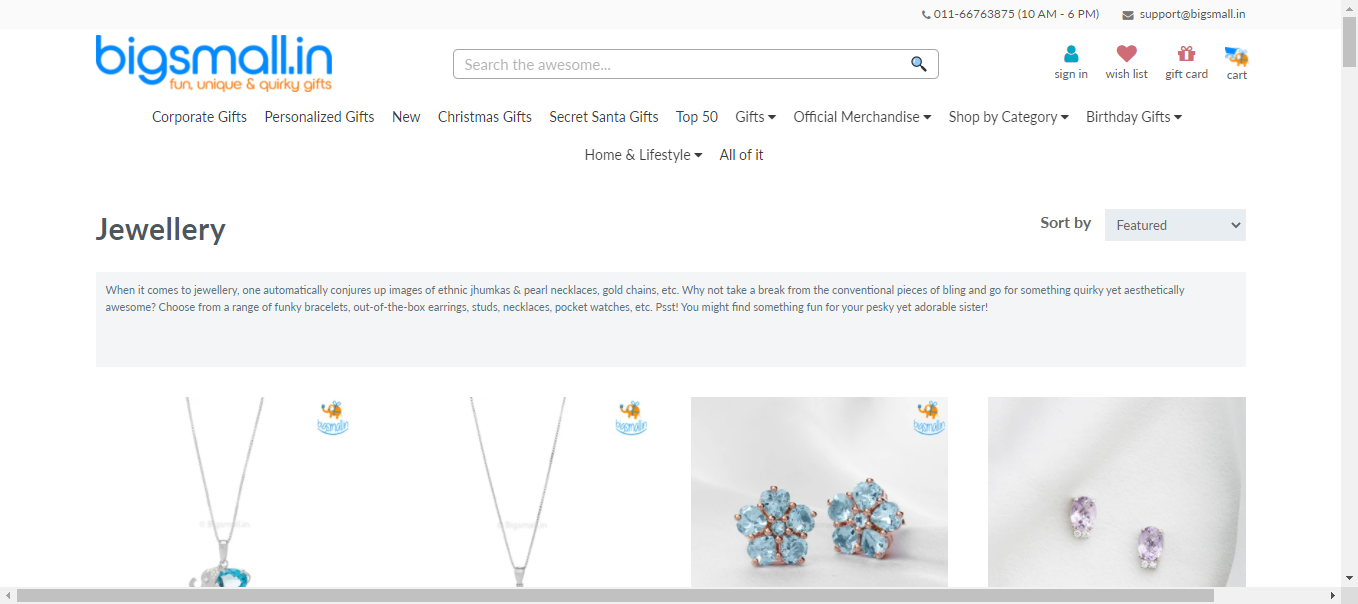 011-66763875 (10 AM - 6 PM) support@bigsmall.in
bigsmall.in
fun, unique & quirky gifts
Search the awesome...
sign in
wish list
gift card
cart
Corporate Gifts Personalized Gifts New Christmas Gifts Secret Santa Gifts Top 50 Gifts Official Merchandise Shop by Category Birthday Gifts
Home & Lifestyle All of it
Jewellery
Sort by Featured
When it comes to jewellery, one automatically conjures up images of ethnic jhumkas & pearl necklaces, gold chains, etc. Why not take a break from the conventional pieces of bling and go for something quirky yet aesthetically
awesome? Choose from a range of funky bracelets, out-of-the-box earrings, studs, necklaces, pocket watches, etc. Psst! You might find something fun for your pesky yet adorable sister!
bigsmall.in
bigsmall.in
bigsmall.in
© Bigsmall.in
© Bigsmall.in